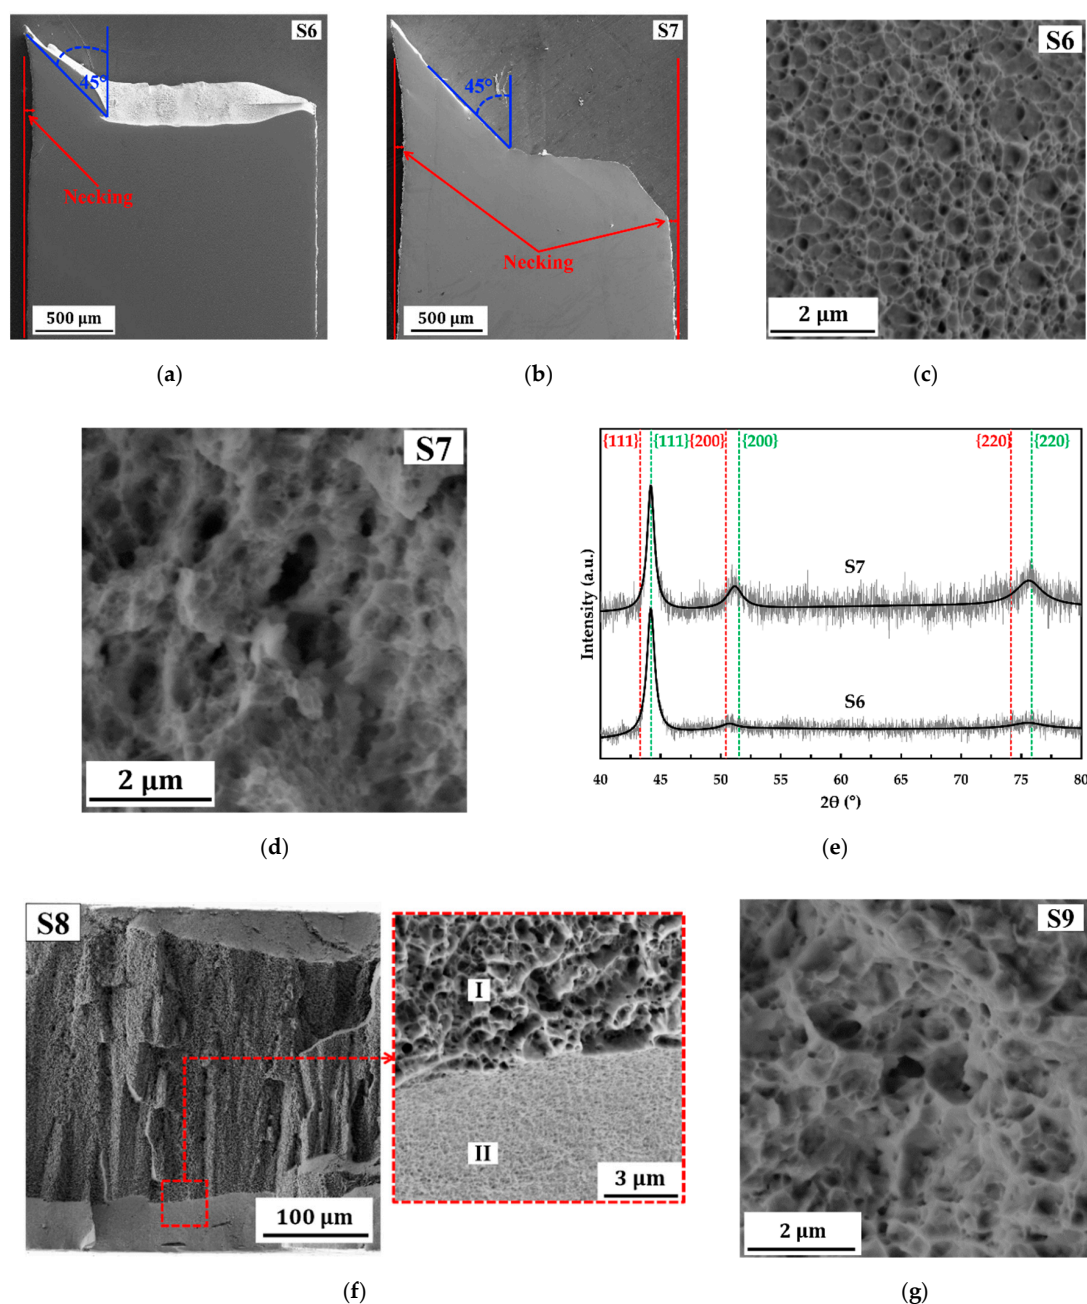 S6
45°
Necking
500 μm
(a)
S7
45°
Necking
500 μm
(b)
S6
2 μm
(c)
S7
2 μm
(d)
{111} {111} {200} {200} {220} {220}
S7
S6
Intensity (a.u.)
40 45 50 55 60 65 70 75 80
2θ (°)
(e)
S8
100 μm
I
II
3 μm
(f)
S9
2 μm
(g)